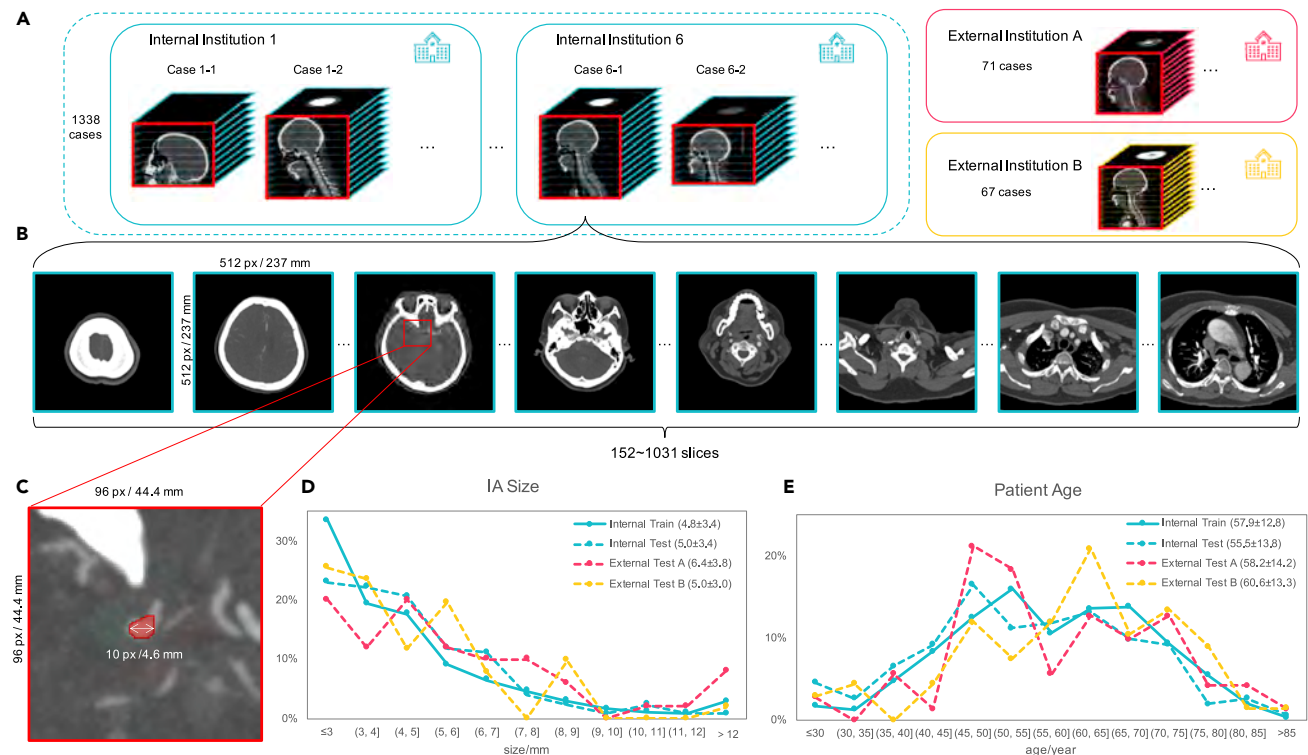 A
Internal Institution 1
Internal Institution 6
External Institution A
71 cases
Case 1-1
Case 1-2
Case 6-1
Case 6-2
...
1338
cases
...
...
...
External Institution B
67 cases
...
B
512 px / 237 mm
512 px / 237 mm
...
...
...
...
...
...
152~1031 slices
C
96 px / 44.4 mm
96 px / 44.4 mm
10 px /4.6 mm
D
IA Size
Internal Train (4.8±3.4)
Internal Test (5.0±3.4)
External Test A (6.4±3.8)
External Test B (5.0±3.0)
30%
20%
10%
0%
≤3 (3, 4] (4, 5] (5, 6] (6, 7] (7, 8] (8, 9] (9, 10] (10, 11] (11, 12] > 12
size/mm
E
Patient Age
Internal Train (57.9±12.8)
Internal Test (55.5±13.8)
External Test A (58.2±14.2)
External Test B (60.6±13.3)
20%
10%
0%
≤30 (30, 35] (35, 40] (40, 45] (45, 50] (50, 55] (55, 60] (60, 65] (65, 70] (70, 75] (75, 80] (80, 85] >85
age/year